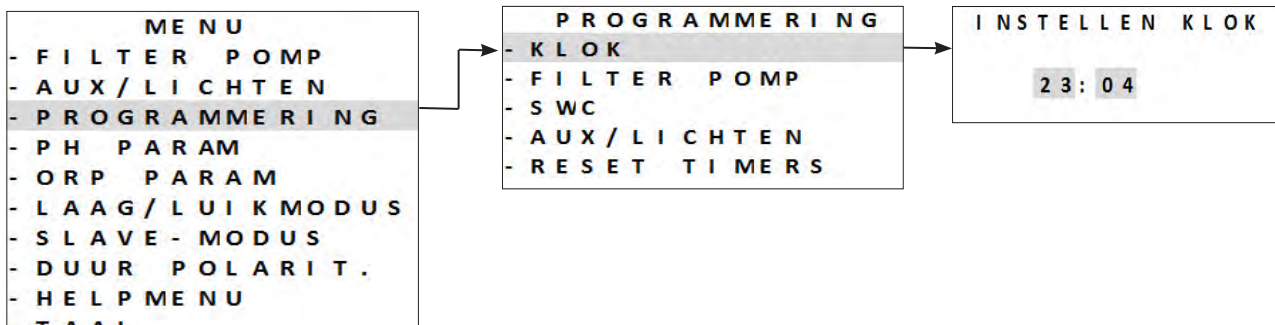 MENU
- FILTER POMP
- AUX/LICHTEN
- PROGRAMMERING
- PH PARAM
- ORP PARAM
- LAAG/LUIKMODUS
- SLAVE-MODUS
- DUUR POLARIT.
- HELPMENU
PROGRAMMERING
- KLOK
- FILTER POMP
- SWC
- AUX/LICHTEN
- RESET TIMERS
INSTELLEN KLOK
23:04